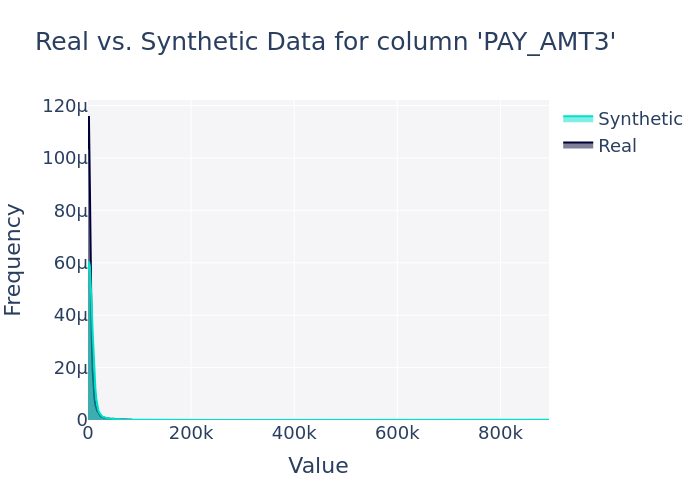 Real vs. Synthetic Data for column 'PAY_AMT3'
120μ
100μ
80μ
60μ
40μ
20μ
0
0
200k
400k
600k
800k
Frequency
Value
Synthetic
Real